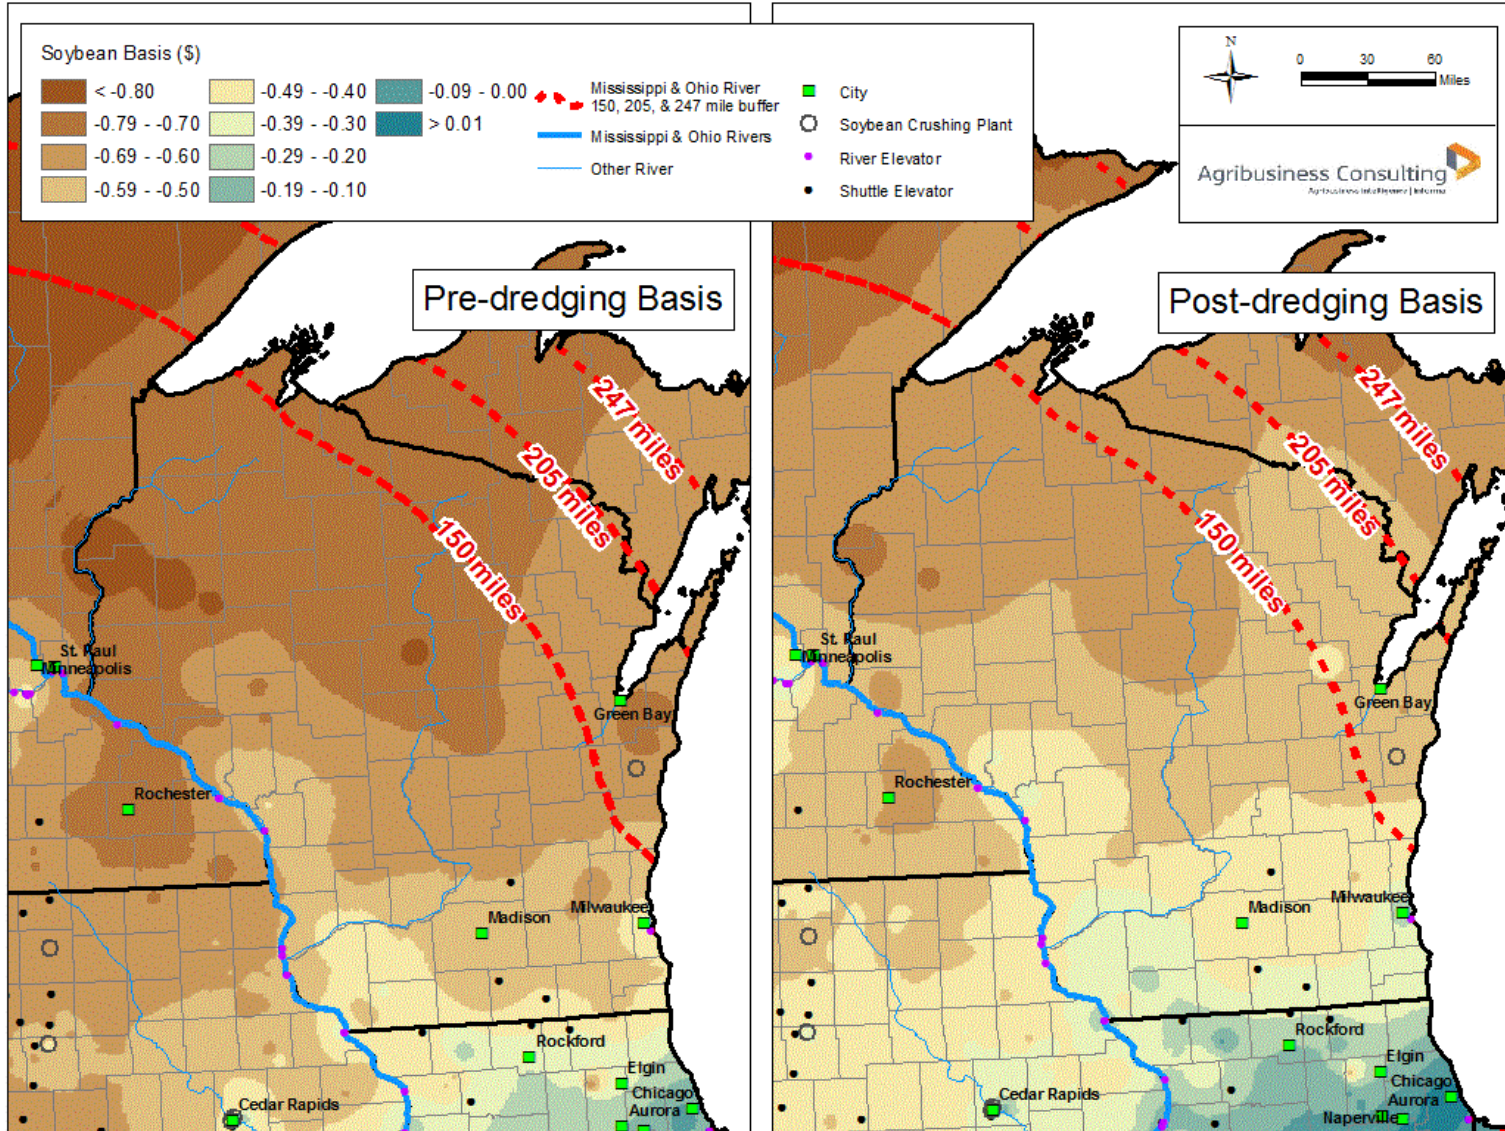 Soybean Basis ($)
< -0.80
-0.79 - -0.70
-0.69 - -0.60
-0.59 - -0.50
-0.49 - -0.40
-0.39 - -0.30
-0.29 - -0.20
-0.19 - -0.10
-0.09 - 0.00
> 0.01
Mississippi & Ohio River
150, 205, & 247 mile buffer
Mississippi & Ohio Rivers
Other River
City
Soybean Crushing Plant
River Elevator
Shuttle Elevator
N
0 30 60
Miles
Agribusiness Consulting
Agribusiness intelligence | informa
Pre-dredging Basis
247 miles
205 miles
150 miles
St. Paul
Minneapolis
Green Bay
Rochester
Madison
Milwaukee
Rockford
Elgin
Chicago
Aurora
Cedar Rapids
Post-dredging Basis
247 miles
205 miles
150 miles
St. Paul
Minneapolis
Green Bay
Rochester
Madison
Milwaukee
Rockford
Elgin
Chicago
Aurora
Naperville
Cedar Rapids